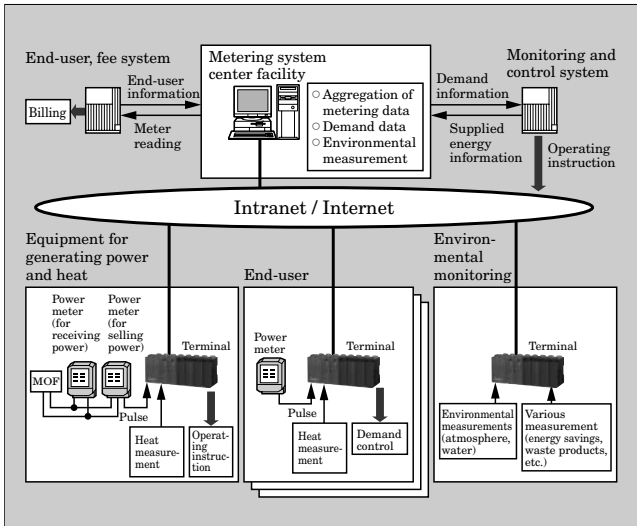 End-user, fee system
Billing
End-user
information
Meter
reading
Metering system
center facility
○ Aggregation of
metering data
○ Demand data
○ Environmental
measurement
Demand
information
Supplied
energy
information
Monitoring and
control system
Operating
instruction
Intranet / Internet
Equipment for
generating power
and heat
Power
meter
(for
receiving
power)
Power
meter
(for
selling
power)
Terminal
MOF
Pulse
Heat
measure-
ment
Operat-
ing
instruc-
tion
End-user
Power
meter
Terminal
Pulse
Heat
measure-
ment
Demand
control
Environ-
mental
monitoring
Terminal
Environmental
measurements
(atmosphere,
water)
Various
measurement
(energy savings,
waste products,
etc.)